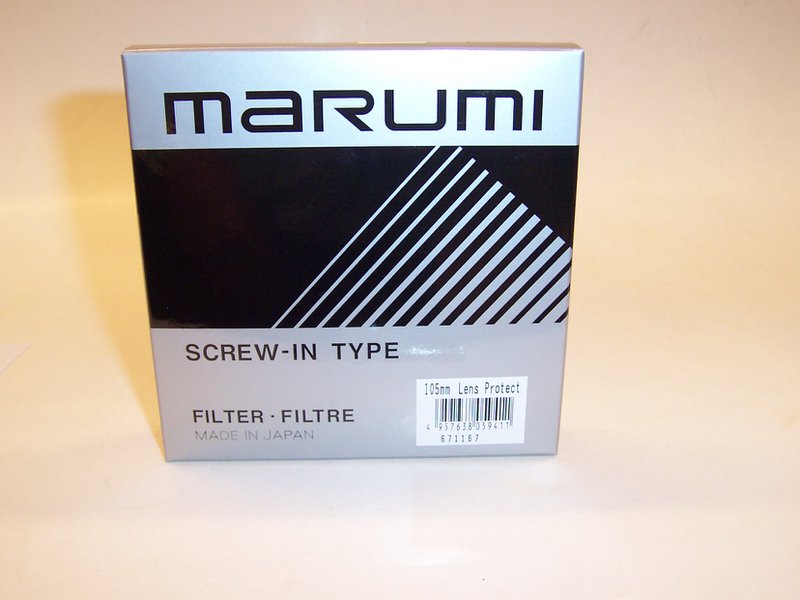 marumi
SCREW-IN TYPE
FILTER · FILTRE
MADE IN JAPAN
105mm Lens Protect
4 957638 059411
671167